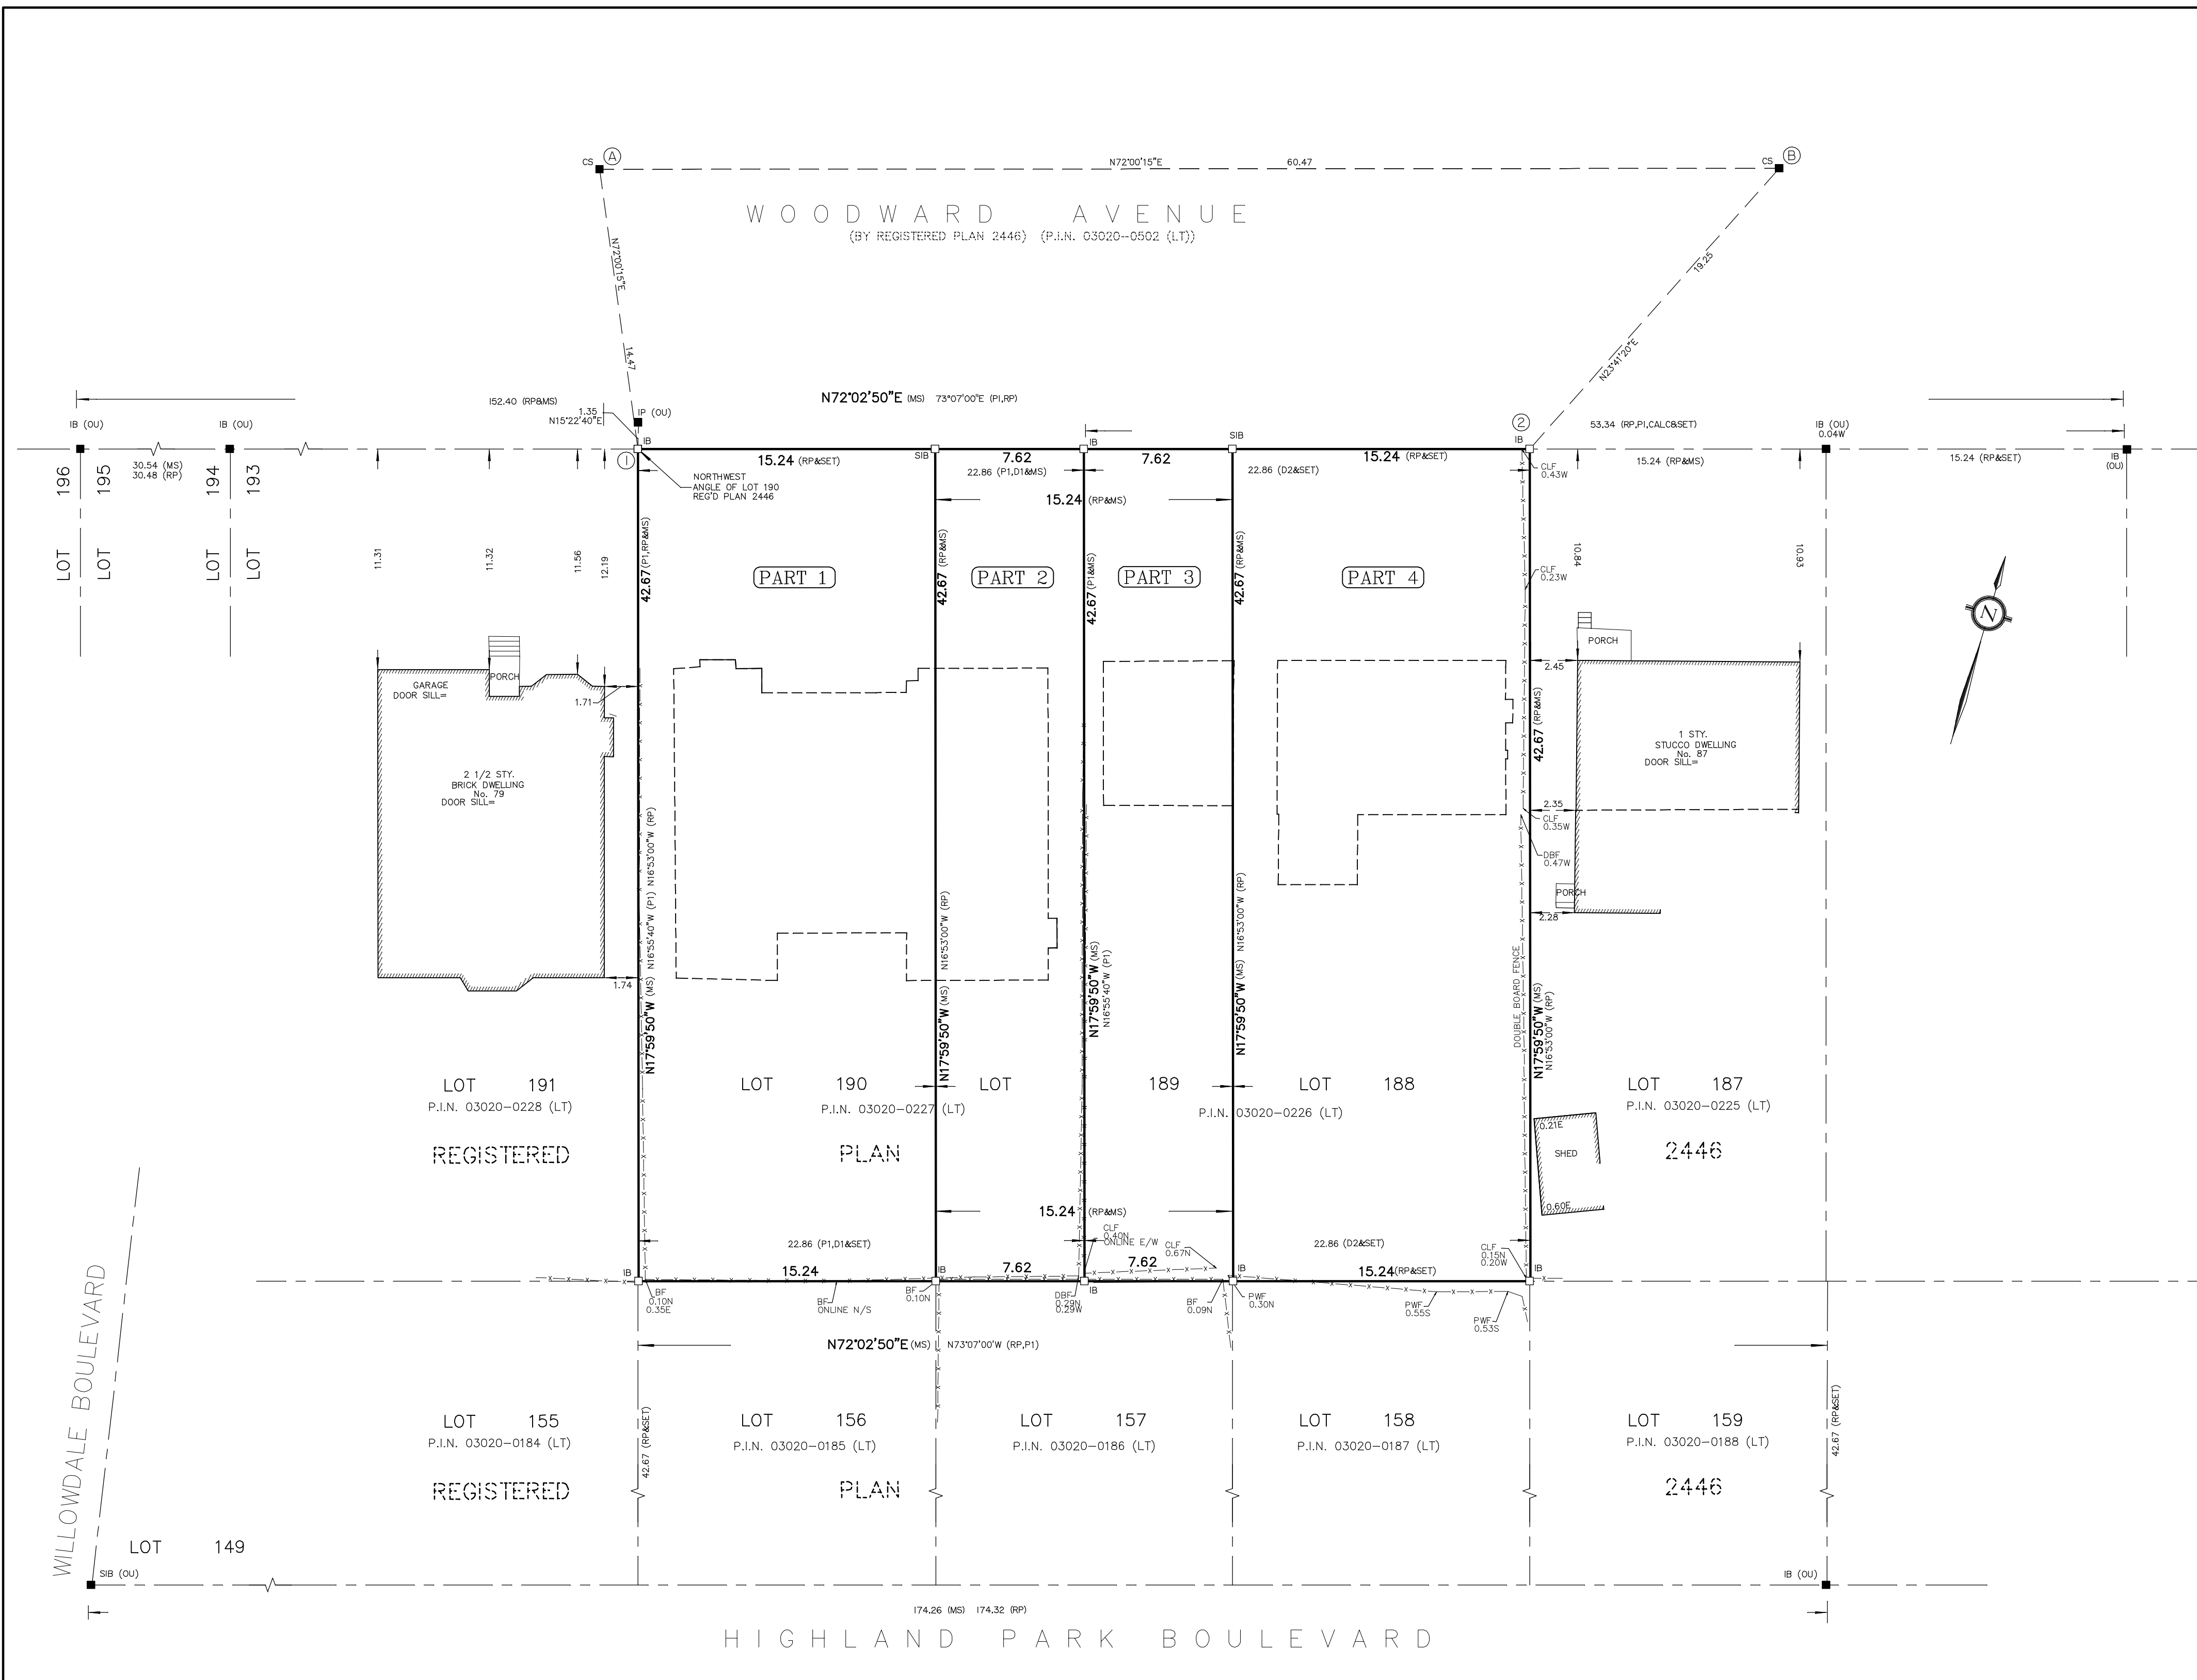 CS A
N72°00'15"E 60.47
CS B
WOODWARD AVENUE
(BY REGISTERED PLAN 2446) (P.I.N. 03020-0502 (LT))
N72°00'15"E
14.47
19.25
N23°41'20"E
N72°02'50"E (MS) 73°07'00"E (P1,RP)
152.40 (RP&MS)
1.35
N15°22'40"E
IP (OU)
IB (OU)
IB (OU)
IB
1
SIB
IB
SIB
2
IB
53.34 (RP,P1,CALC&SET)
IB (OU)
0.04W
IB
(OU)
30.54 (MS)
30.48 (RP)
15.24 (RP&SET)
7.62
7.62
15.24 (RP&SET)
15.24 (RP&MS)
15.24 (RP&SET)
22.86 (P1,D1&MS)
22.86 (D2&SET)
15.24 (RP&MS)
NORTHWEST
ANGLE OF LOT 190
REG'D PLAN 2446
CLF
0.43W
LOT 196
LOT 195
LOT 194
LOT 193
11.31
11.32
11.56
12.19
42.67 (P1,RP&MS)
42.67 (RP&MS)
42.67 (P1&MS)
42.67 (RP&MS)
PART 1
PART 2
PART 3
PART 4
CLF
0.23W
10.84
10.93
N
PORCH
2.45
42.67 (RP&MS)
GARAGE
DOOR SILL=
PORCH
1.71
2 1/2 STY.
BRICK DWELLING
No. 79
DOOR SILL=
1 STY.
STUCCO DWELLING
No. 87
DOOR SILL=
2.35
CLF
0.35W
DBF
0.47W
PORCH
2.28
1.74
N17°59'50"W (MS) N16°55'40"W (P1) N16°53'00"W (RP)
N17°59'50"W (MS) N16°53'00"W (RP)
N17°59'50"W (MS)
N16°55'40"W (P1)
N17°59'50"W (MS) N16°53'00"W (RP)
DOUBLE BOARD FENCE
N17°59'50"W (MS)
N16°53'00"W (RP)
LOT 191
P.I.N. 03020-0228 (LT)
LOT 190
P.I.N. 03020-0227 (LT)
LOT 189
LOT 188
P.I.N. 03020-0226 (LT)
LOT 187
P.I.N. 03020-0225 (LT)
REGISTERED PLAN 2446
0.21E
SHED
0.60E
15.24 (RP&MS)
CLF
0.40N
ONLINE E/W
CLF
0.67N
22.86 (P1,D1&SET)
22.86 (D2&SET)
CLF
0.15N
0.20W
IB
15.24
IB
7.62
7.62
IB
15.24 (RP&SET)
IB
BF
0.10N
0.35E
BF
ONLINE N/S
BF
0.10N
DBF
0.29N
0.29W
IB
BF
0.09N
PWF
0.30N
PWF
0.55S
PWF
0.53S
N72°02'50"E (MS) N73°07'00'W (RP,P1)
WILLOWDALE BOULEVARD
42.67 (RP&SET)
42.67 (RP&SET)
LOT 155
P.I.N. 03020-0184 (LT)
LOT 156
P.I.N. 03020-0185 (LT)
LOT 157
P.I.N. 03020-0186 (LT)
LOT 158
P.I.N. 03020-0187 (LT)
LOT 159
P.I.N. 03020-0188 (LT)
REGISTERED PLAN 2446
LOT 149
SIB (OU)
IB (OU)
174.26 (MS) 174.32 (RP)
HIGHLAND PARK BOULEVARD